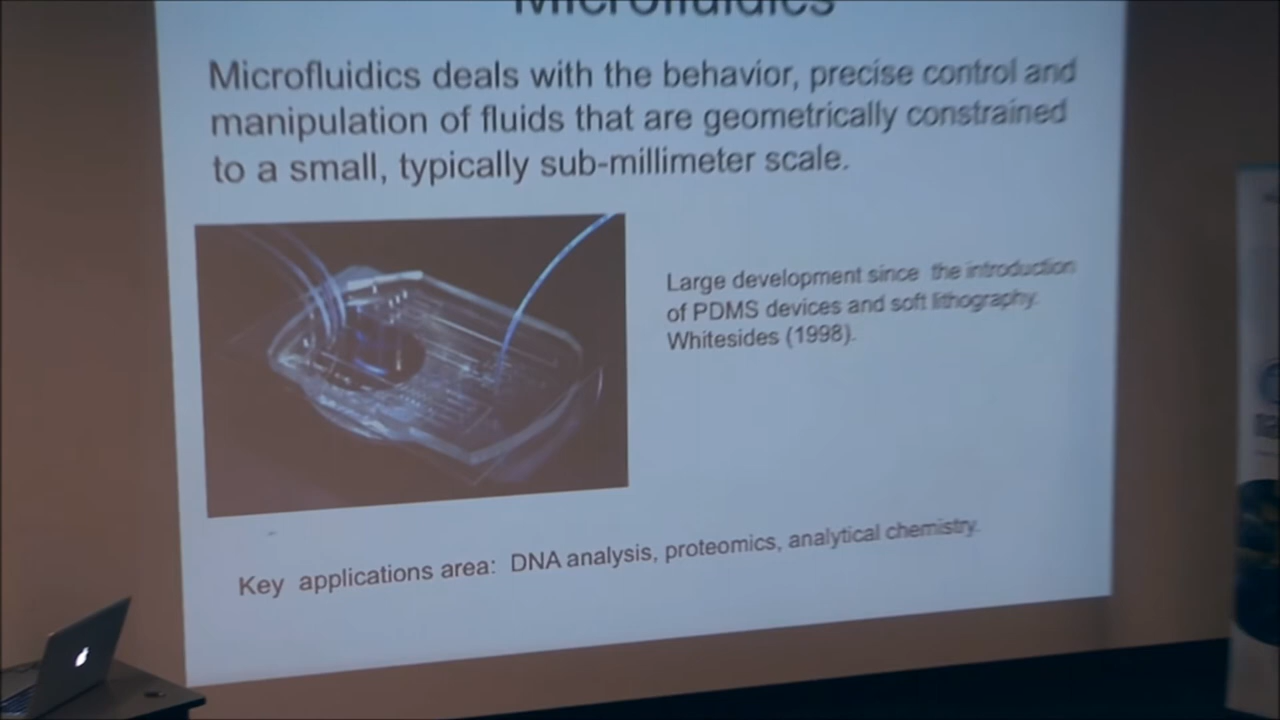 Microfluidics
Microfluidics deals with the behavior, precise control and
manipulation of fluids that are geometrically constrained
to a small, typically sub-millimeter scale.
Large development since the introduction
of PDMS devices and soft lithography.
Whitesides (1998).
Key applications area: DNA analysis, proteomics, analytical chemistry.